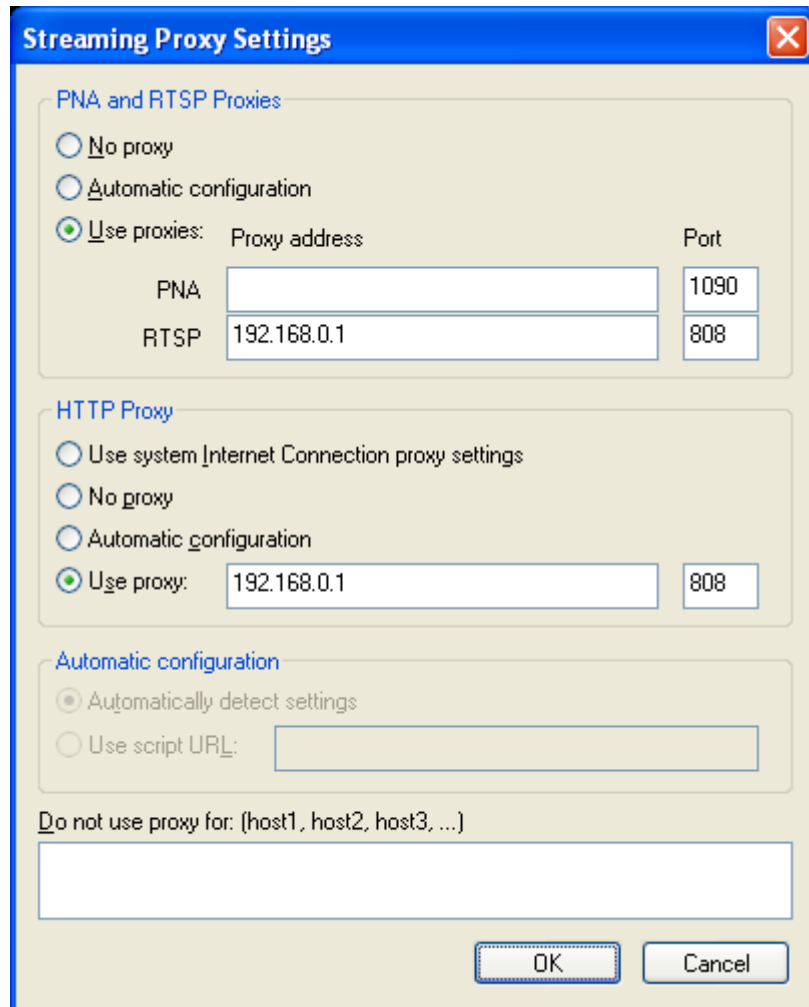 Streaming Proxy Settings
PNA and RTSP Proxies
No proxy
Automatic configuration
Use proxies: Proxy address Port
PNA 1090
RTSP 192.168.0.1 808
HTTP Proxy
Use system Internet Connection proxy settings
No proxy
Automatic configuration
Use proxy: 192.168.0.1 808
Automatic configuration
Automatically detect settings
Use script URL:
Do not use proxy for: (host1, host2, host3, ...)
OK Cancel